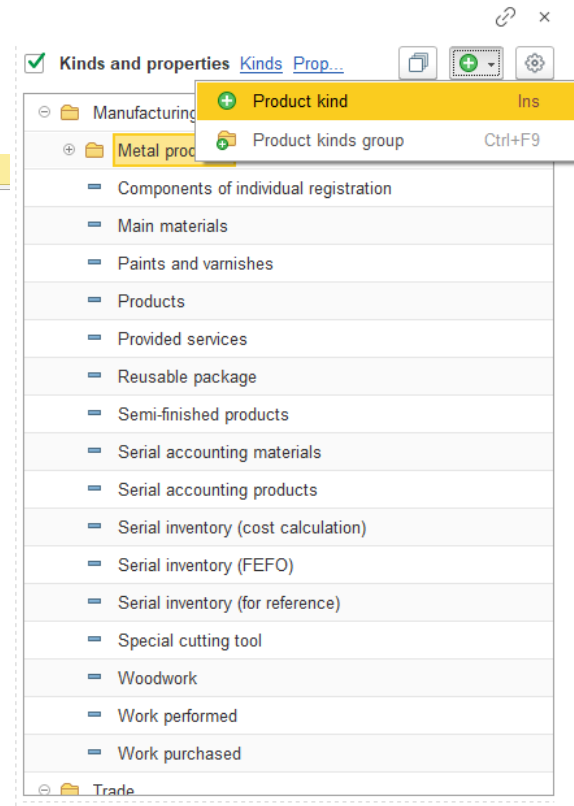 Kinds and properties Kinds Prop...
Manufacturing
Product kind Ins
Product kinds group Ctrl+F9
Metal
Components of individual registration
Main materials
Paints and varnishes
Products
Provided services
Reusable package
Semi-finished products
Serial accounting materials
Serial accounting products
Serial inventory (cost calculation)
Serial inventory (FEFO)
Serial inventory (for reference)
Special cutting tool
Woodwork
Work performed
Work purchased
Trade